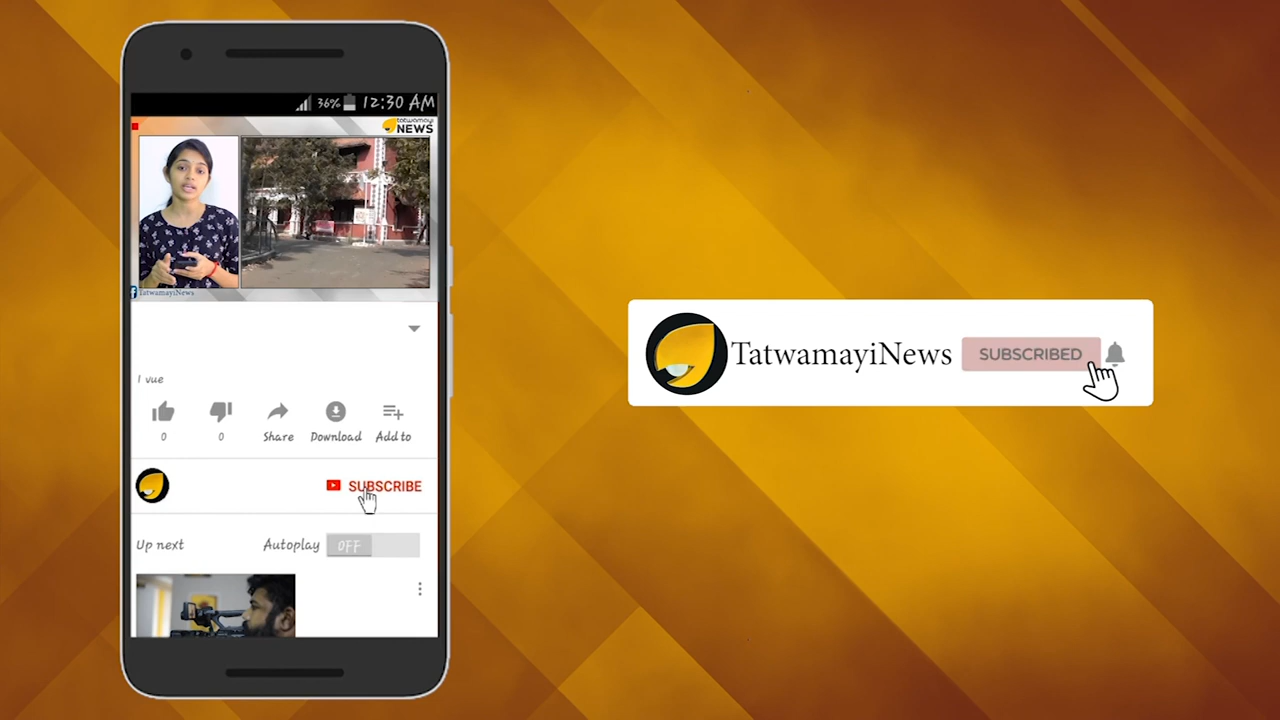 36% 12:30 AM
tatwamayi
NEWS
TatwamayiNews
1 vue
0 0 Share Download Add to
SUBSCRIBE
Up next Autoplay OFF
TatwamayiNews SUBSCRIBED